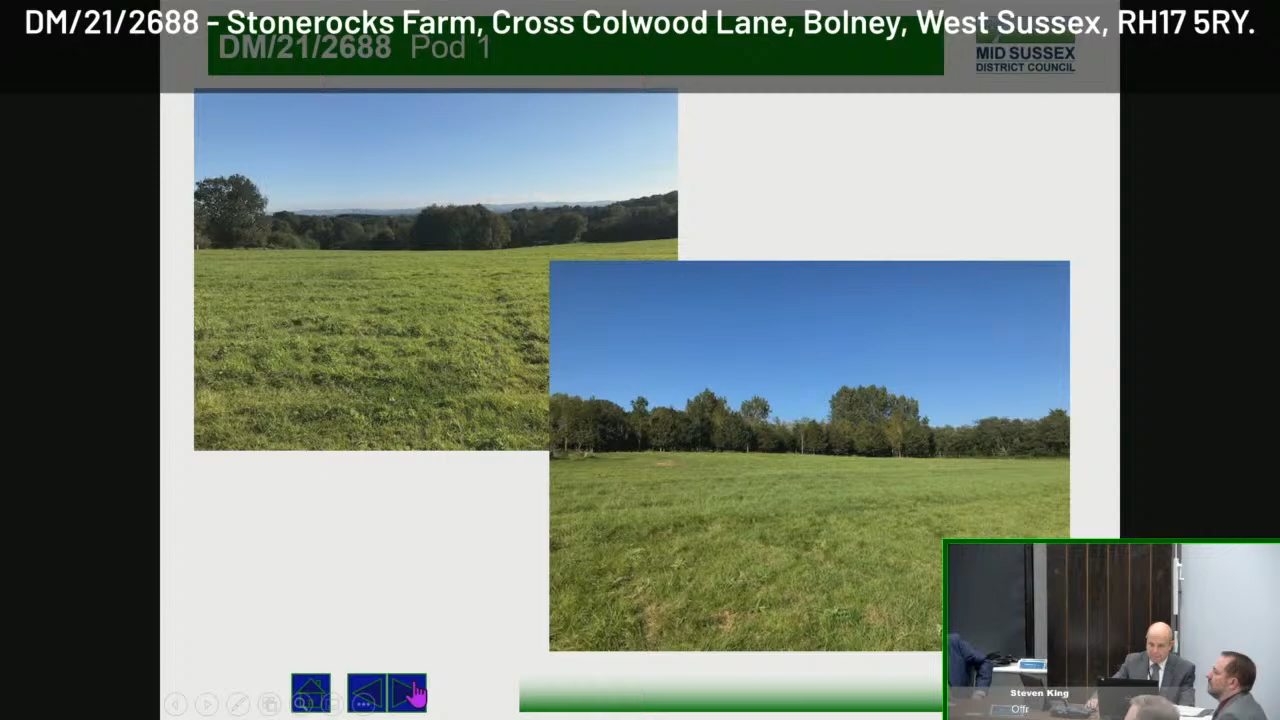 DM/21/2688 - Stonerocks Farm, Cross Colwood Lane, Bolney, West Sussex, RH17 5RY.
DM/21/2688 Pod 1
MID SUSSEX
DISTRICT COUNCIL
Steven King
Offr